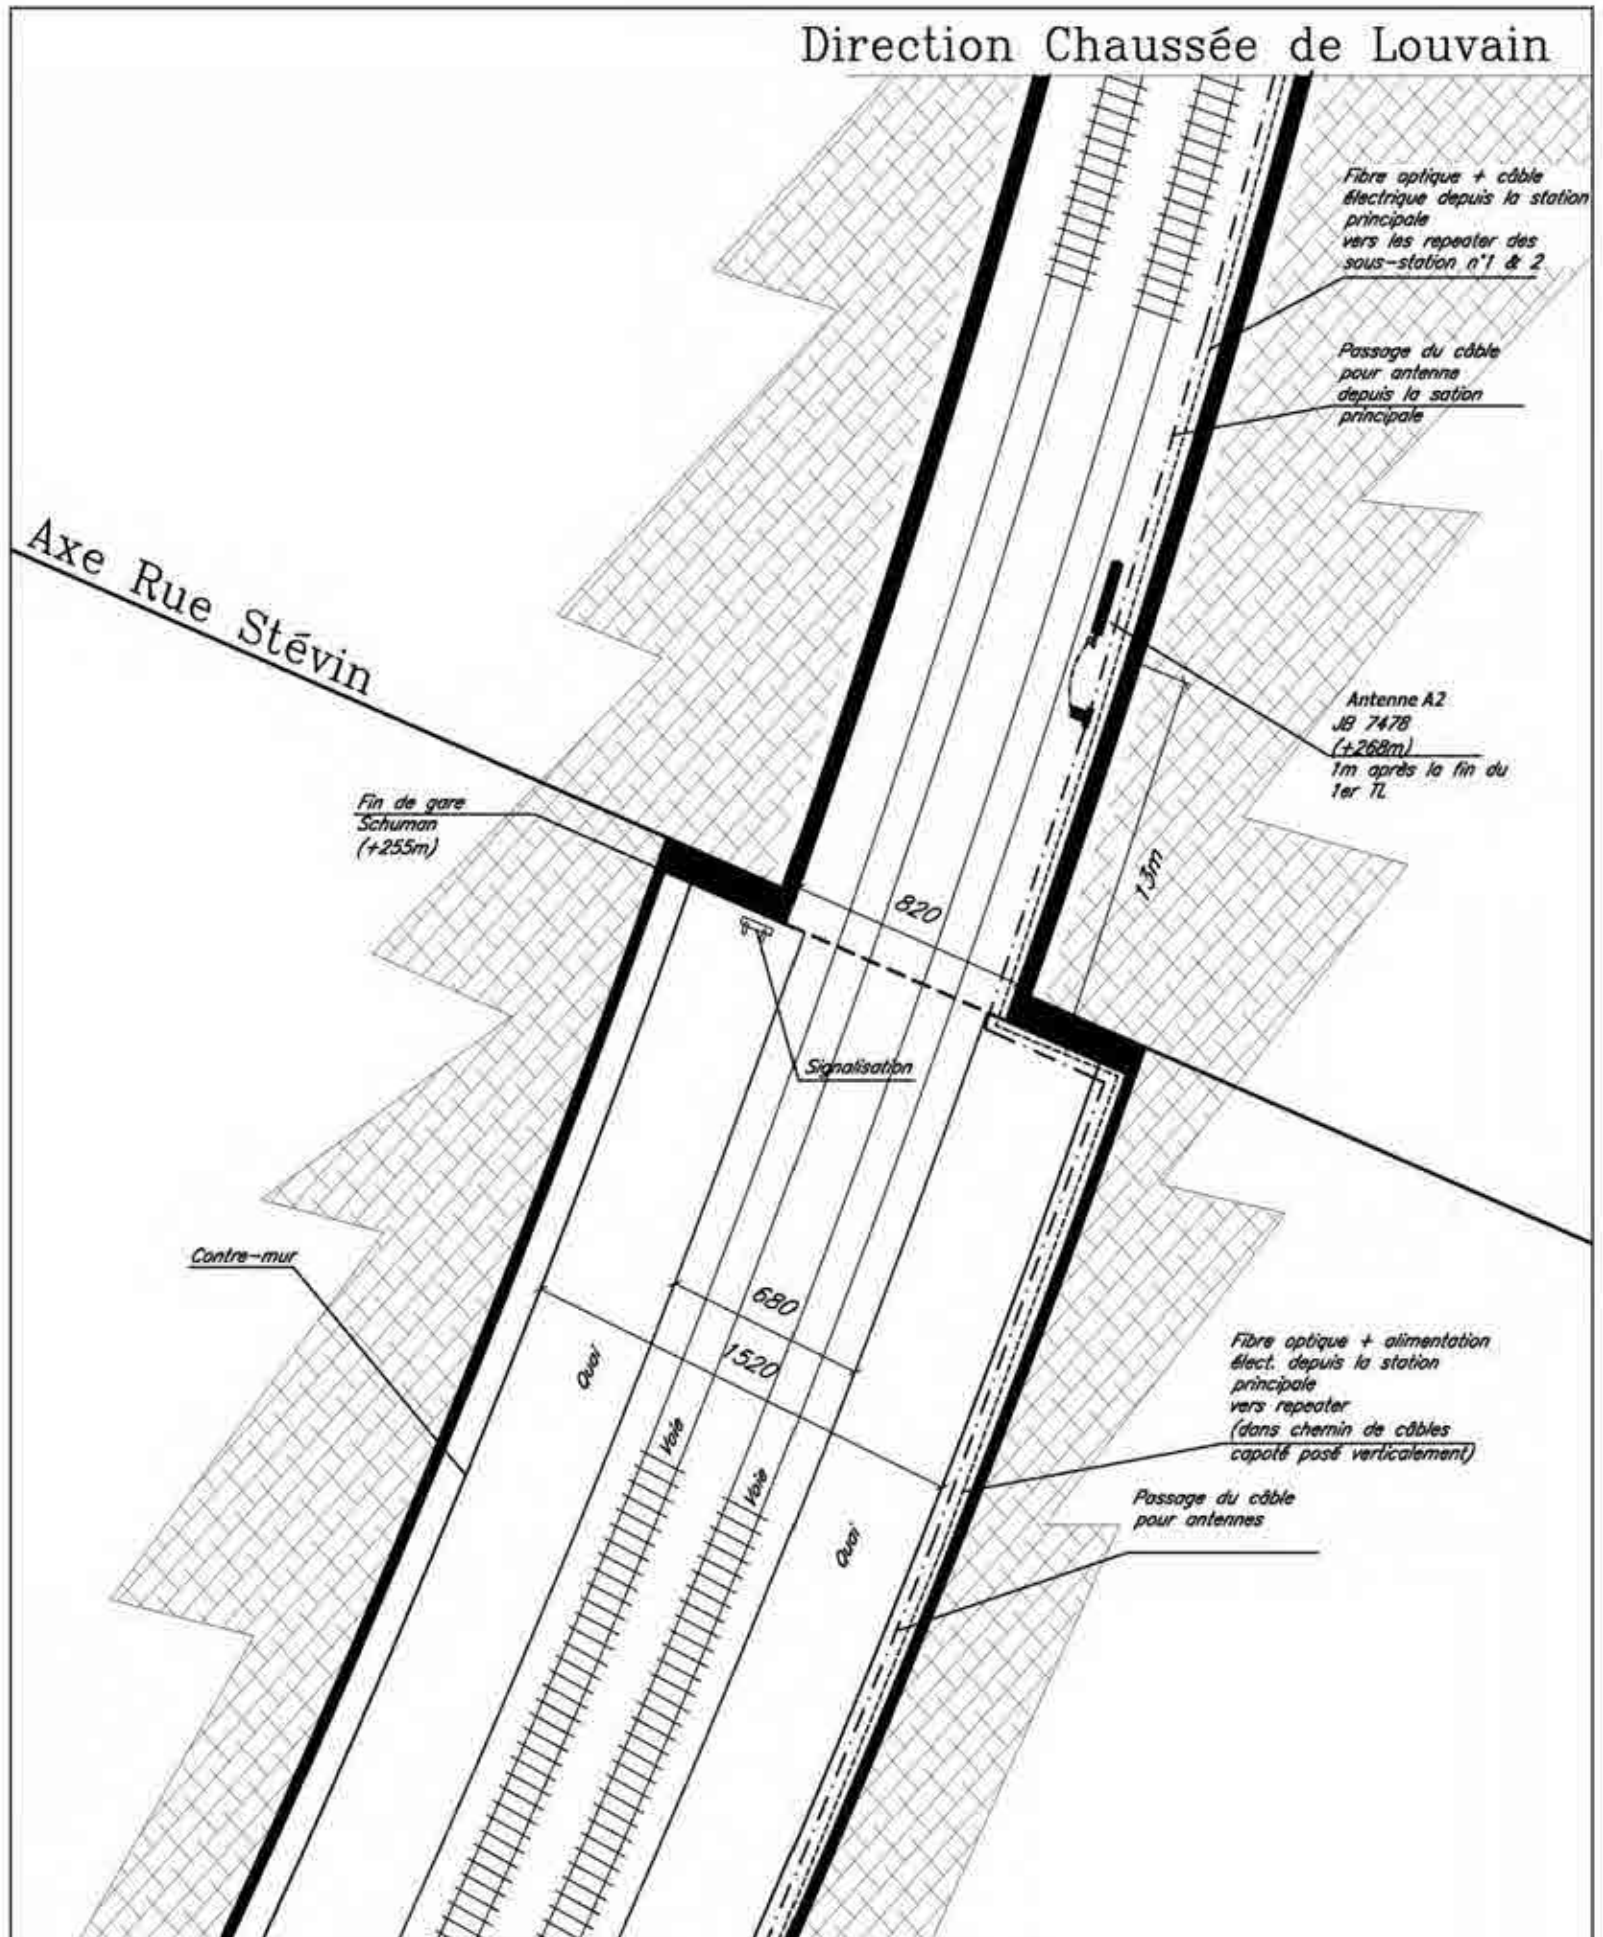 Direction Chaussée de Louvain
Fibre optique + câble
électrique depuis la station
principale
vers les repeater des
sous-station n°1 & 2
Passage du câble
pour antenne
depuis la sation
principale
Axe Rue Stévin
Antenne A2
JB 7478
(+268m)
1m après la fin du
1er TL
Fin de gare
Schuman
(+255m)
13m
820
Signalisation
Contre-mur
680
1520
Quai
Voie
Voie
Quai
Fibre optique + alimentation
élect. depuis la station
principale
vers repeater
(dans chemin de câbles
capoté posé verticalement)
Passage du câble
pour antennes